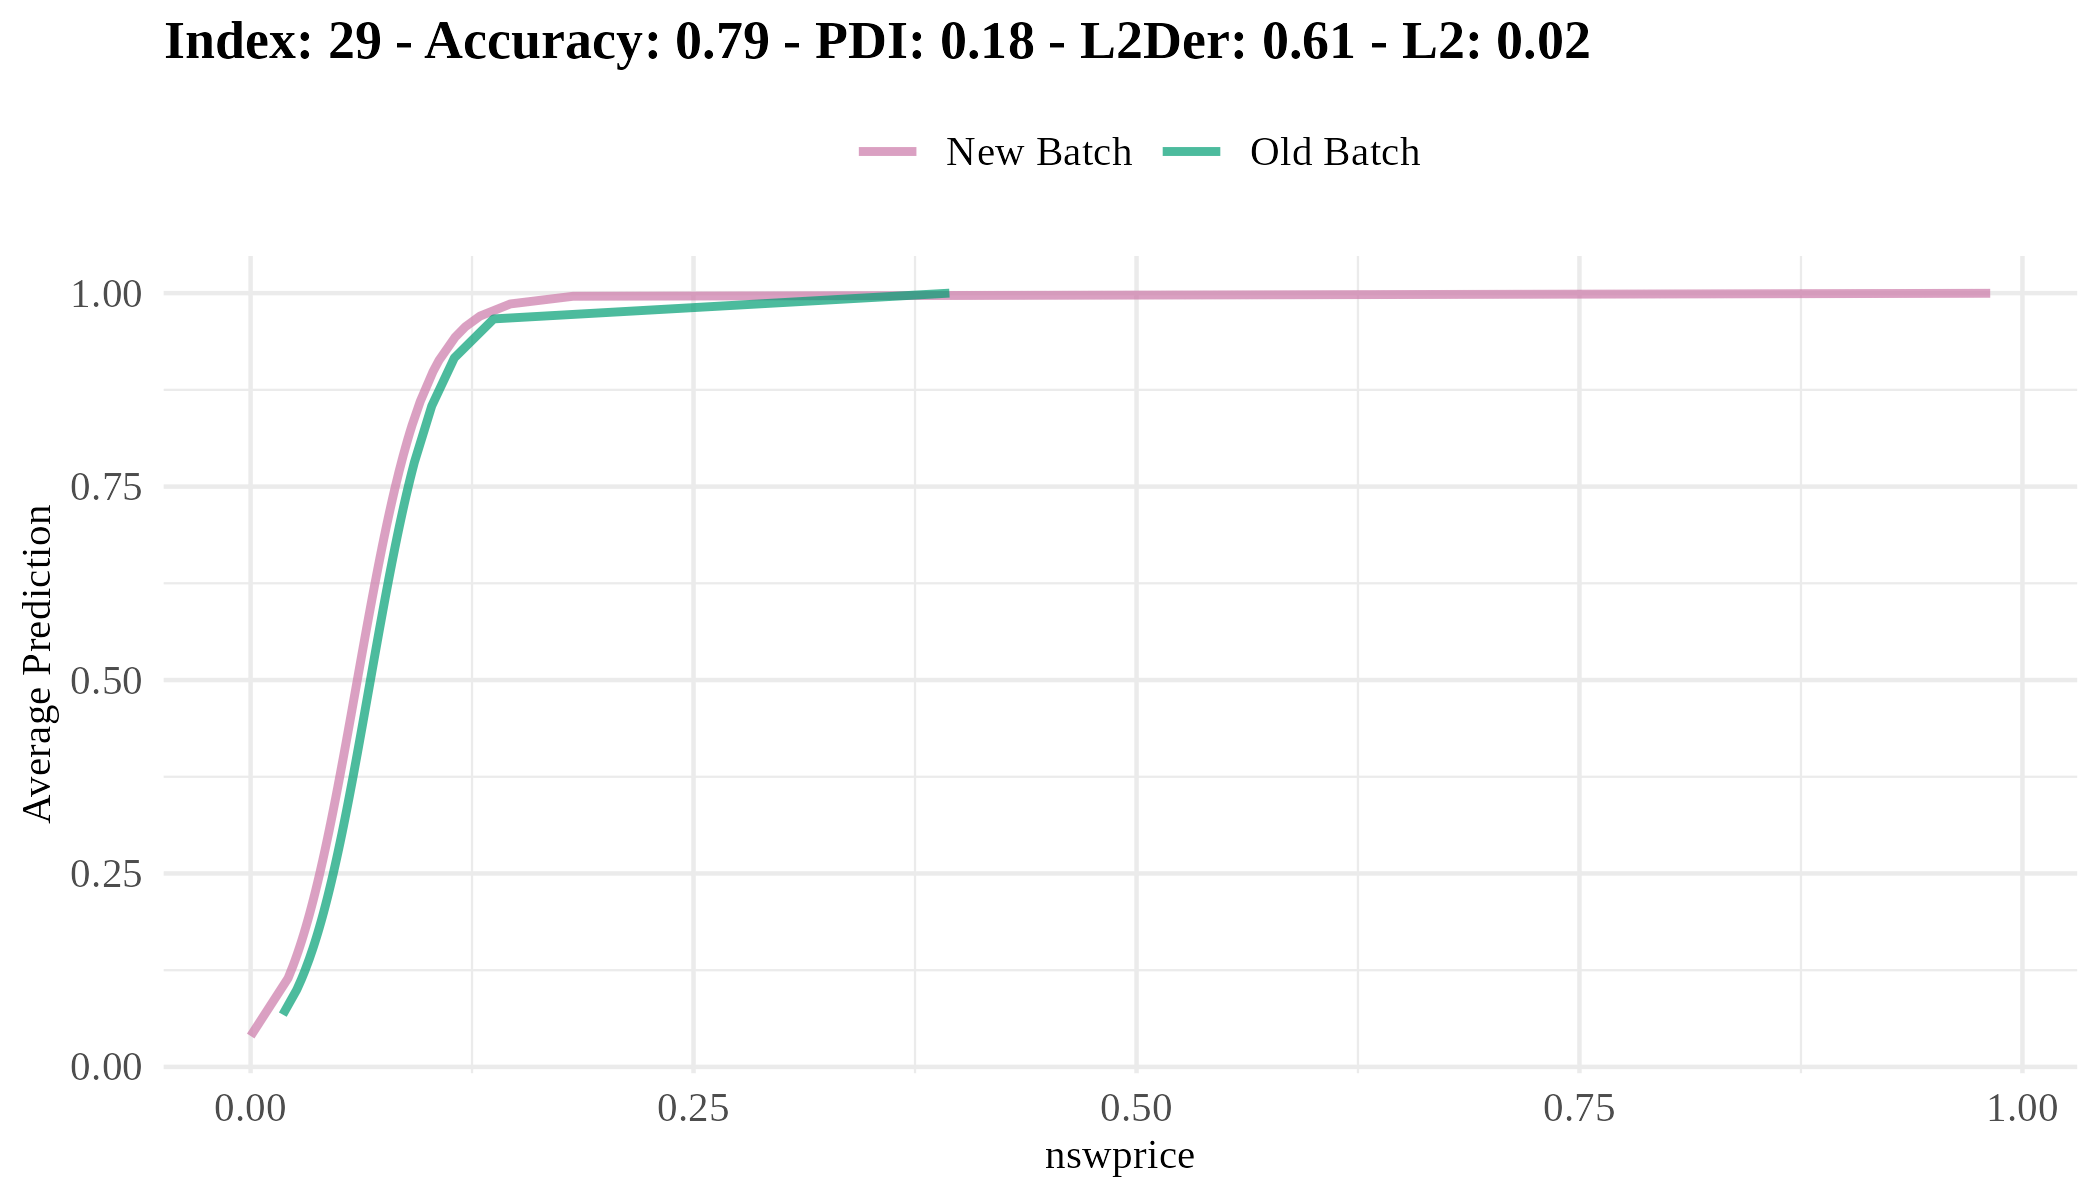 Index: 29 - Accuracy: 0.79 - PDI: 0.18 - L2Der: 0.61 - L2: 0.02
New Batch Old Batch
1.00
0.75
0.50
0.25
0.00
Average Prediction
0.00 0.25 0.50 0.75 1.00
nswprice